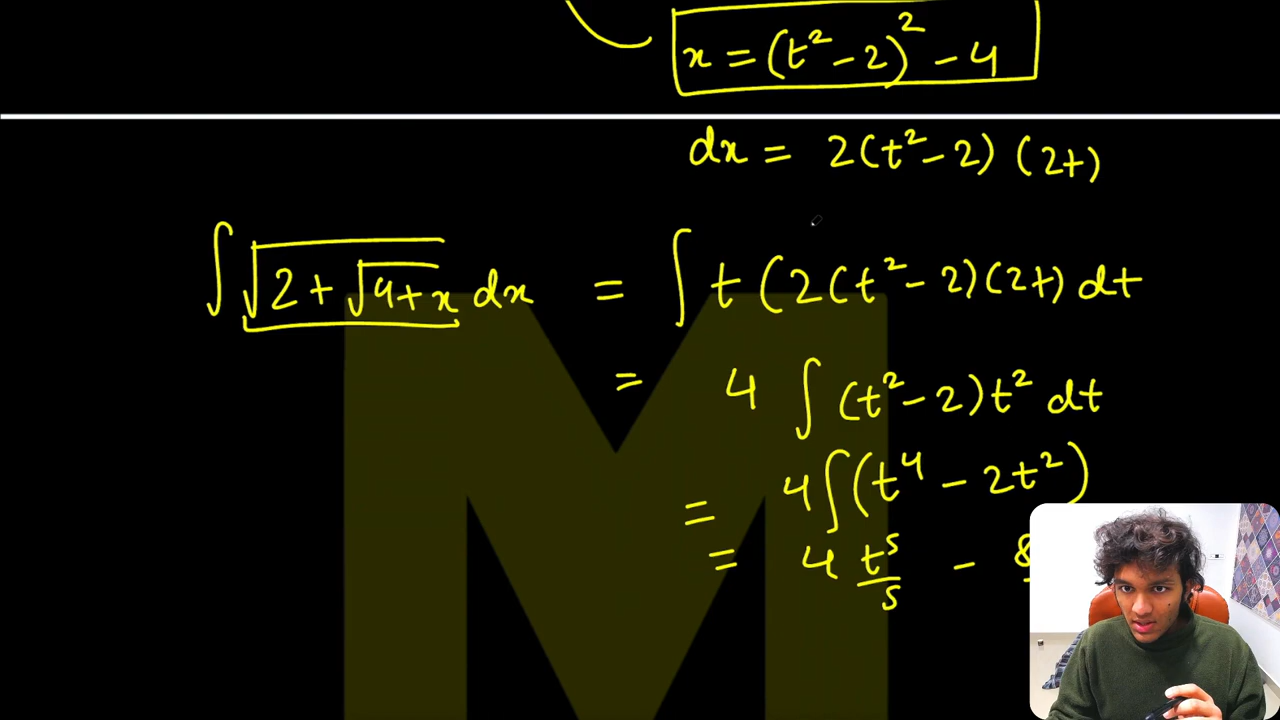 x = (t² - 2)² - 4
dx = 2(t² - 2) (2t)
∫ √(2 + √(4+x)) dx = ∫ t (2(t² - 2)(2t) dt
= 4 ∫ (t² - 2)t² dt
= 4∫(t⁴ - 2t²)
= 4 t⁵/5 - 8
M